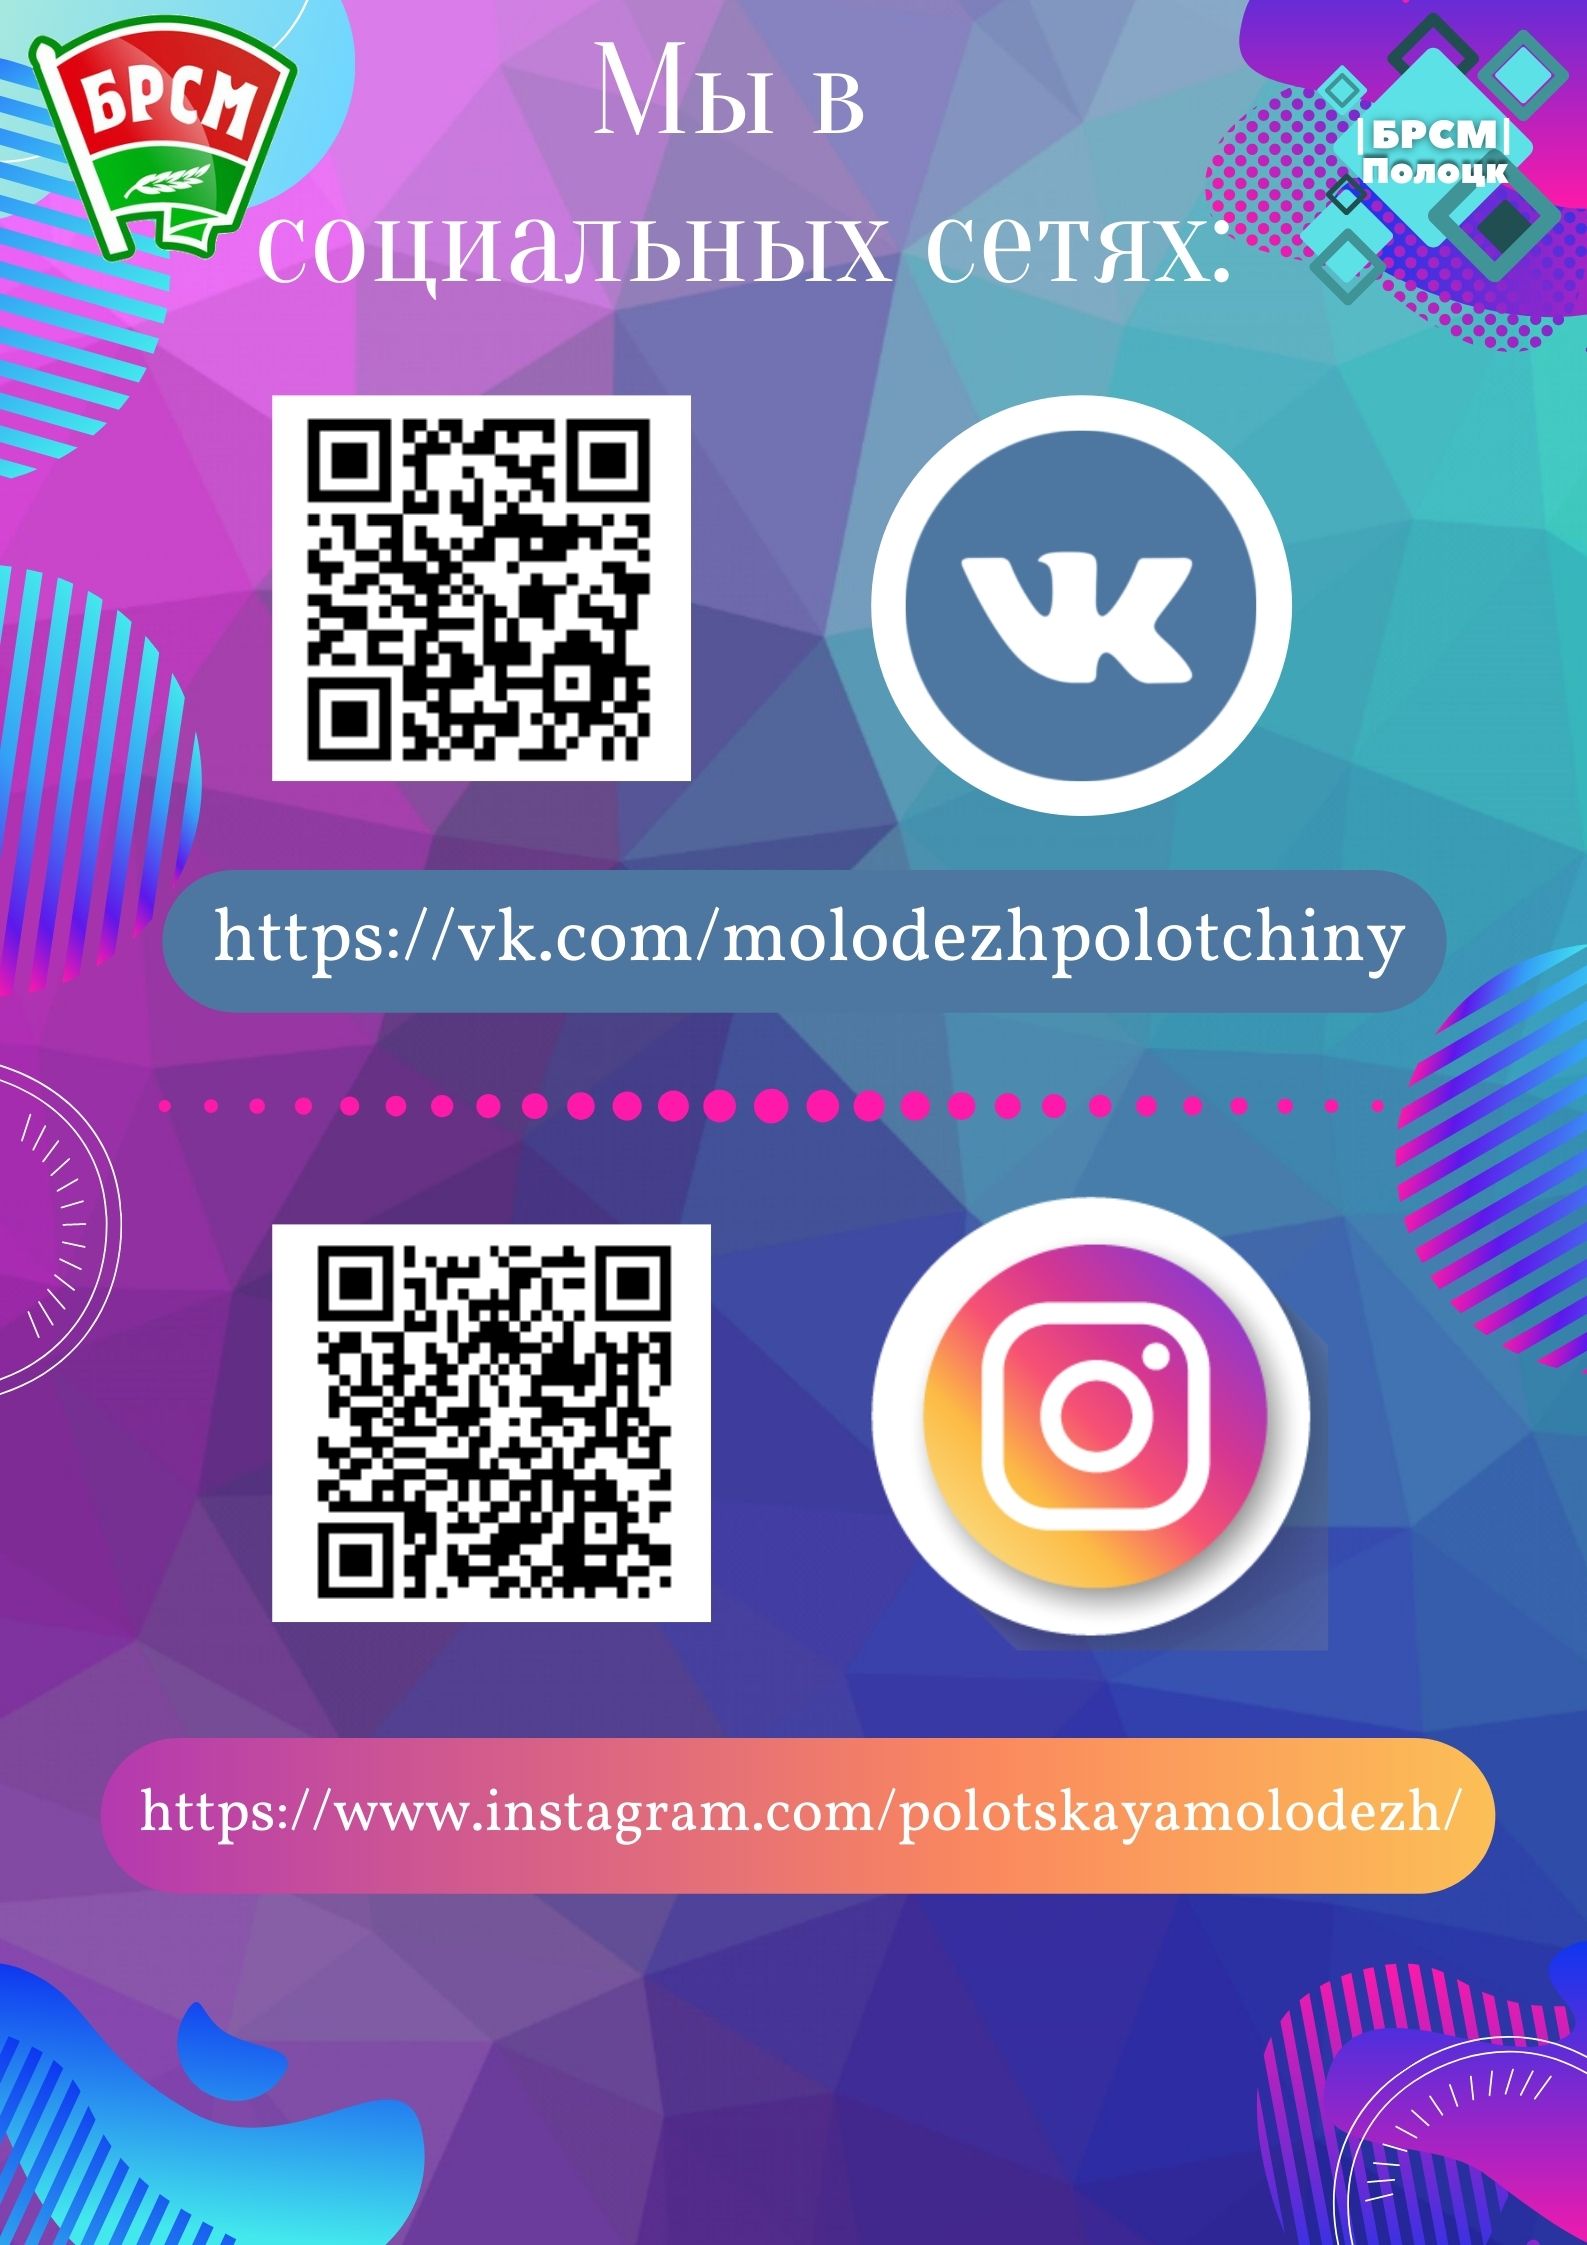 БРСМ
Мы в
социальных сетях:
|БРСМ|
Полоцк
https://vk.com/molodezhpolotchiny
https://www.instagram.com/polotskayamolodezh/